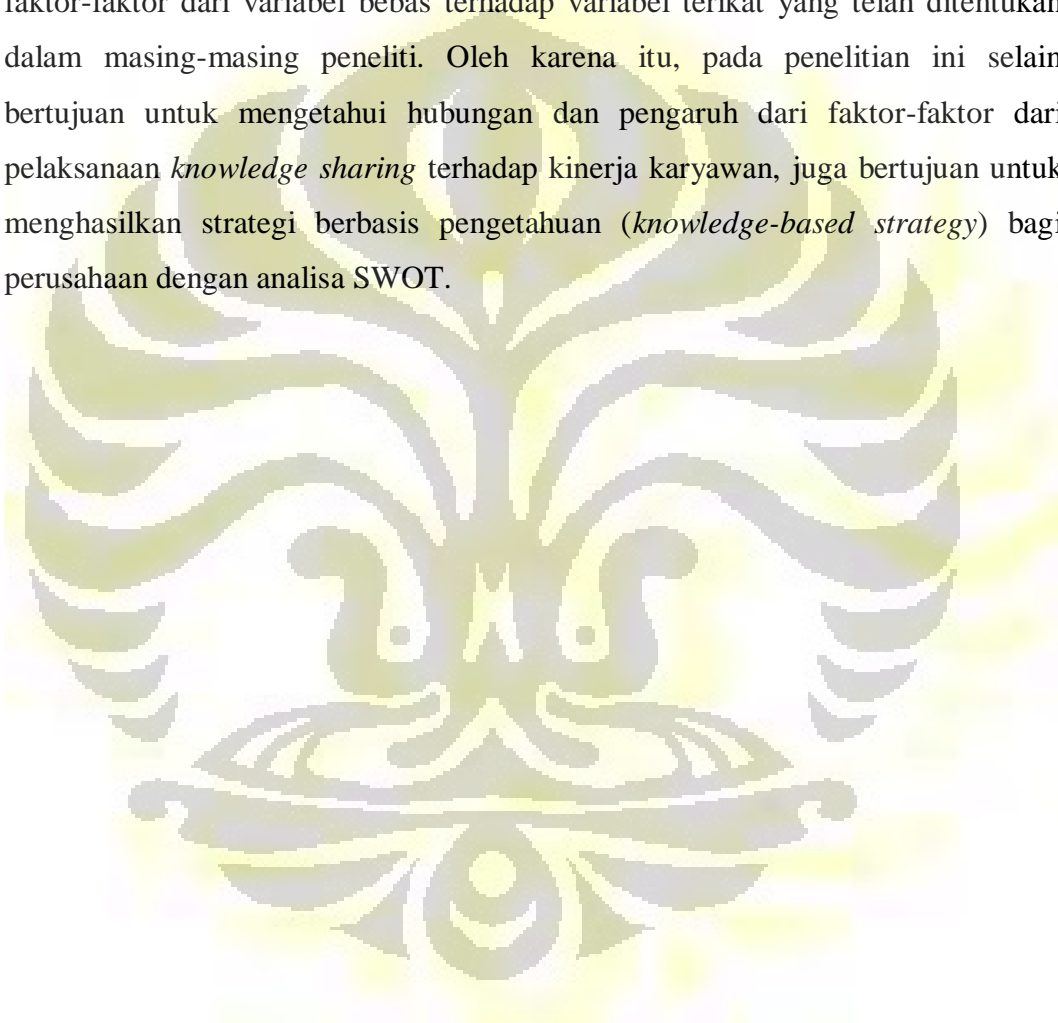 faktor-faktor dari variabel bebas terhadap variabel terikat yang telah ditentukan
dalam masing-masing peneliti. Oleh karena itu, pada penelitian ini selain
bertujuan untuk mengetahui hubungan dan pengaruh dari faktor-faktor dari
pelaksanaan knowledge sharing terhadap kinerja karyawan, juga bertujuan untuk
menghasilkan strategi berbasis pengetahuan (knowledge-based strategy) bagi
perusahaan dengan analisa SWOT.